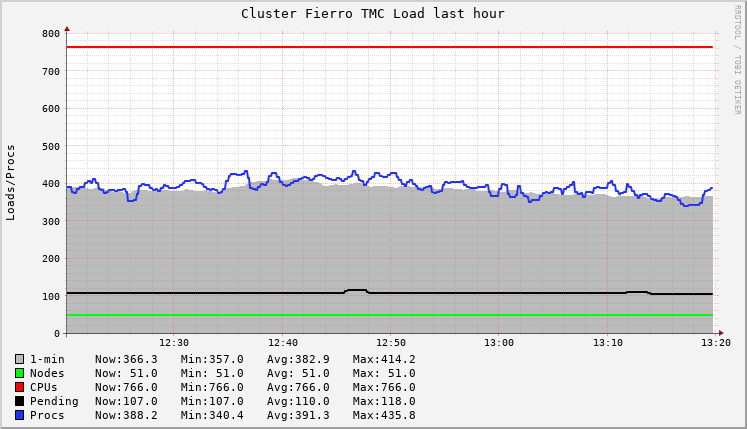 Cluster Fierro TMC Load last hour
RRDTOOL / TOBI OETIKER
Loads/Procs
800
700
600
500
400
300
200
100
0
12:30 12:40 12:50 13:00 13:10 13:20
1-min Now:366.3 Min:357.0 Avg:382.9 Max:414.2
Nodes Now: 51.0 Min: 51.0 Avg: 51.0 Max: 51.0
CPUs Now:766.0 Min:766.0 Avg:766.0 Max:766.0
Pending Now:107.0 Min:107.0 Avg:110.0 Max:118.0
Procs Now:388.2 Min:340.4 Avg:391.3 Max:435.8